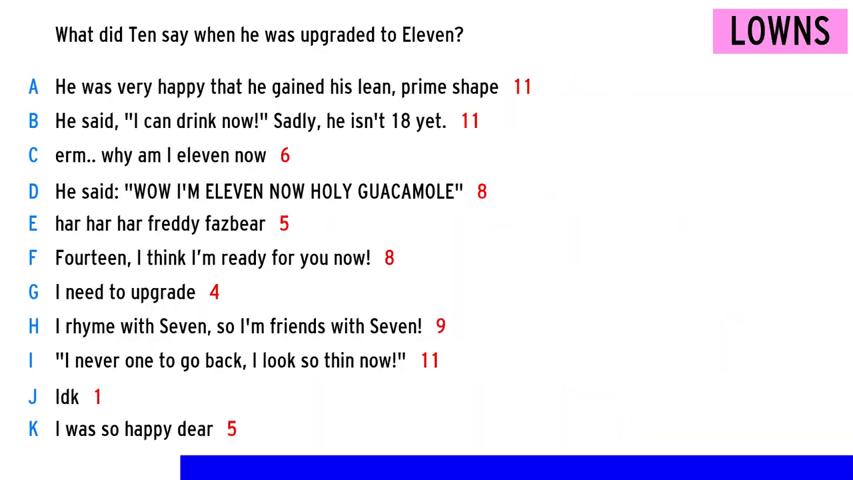 What did Ten say when he was upgraded to Eleven?
LOWNS
A He was very happy that he gained his lean, prime shape 11
B He said, "I can drink now!" Sadly, he isn't 18 yet. 11
C erm.. why am I eleven now 6
D He said: "WOW I'M ELEVEN NOW HOLY GUACAMOLE" 8
E har har har freddy fazbear 5
F Fourteen, I think I’m ready for you now! 8
G I need to upgrade 4
H I rhyme with Seven, so I'm friends with Seven! 9
I "I never one to go back, I look so thin now!" 11
J Idk 1
K I was so happy dear 5